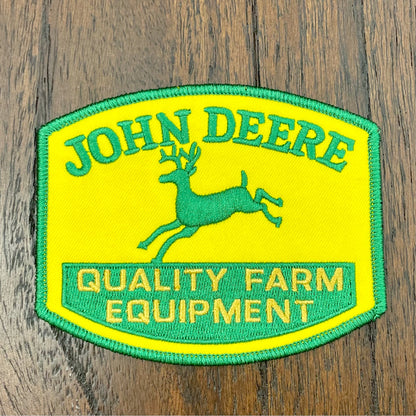 JOHN DEERE
QUALITY FARM
EQUIPMENT